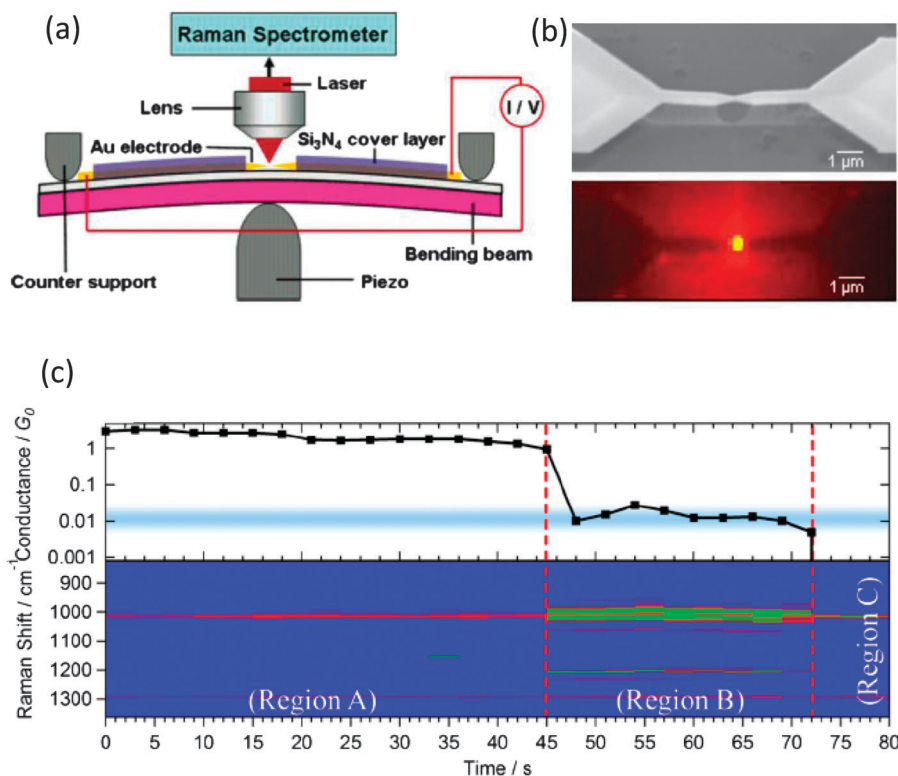 (a)
Raman Spectrometer
Laser
Lens
I / V
Au electrode
Si₃N₄ cover layer
Bending beam
Counter support
Piezo
(b)
1 μm
1 μm
(c)
Conductance / G₀
1
0.1
0.01
0.001
Raman Shift / cm⁻¹
900
1000
1100
1200
1300
(Region A)
(Region B)
(Region C)
0 5 10 15 20 25 30 35 40 45 50 55 60 65 70 75 80
Time / s